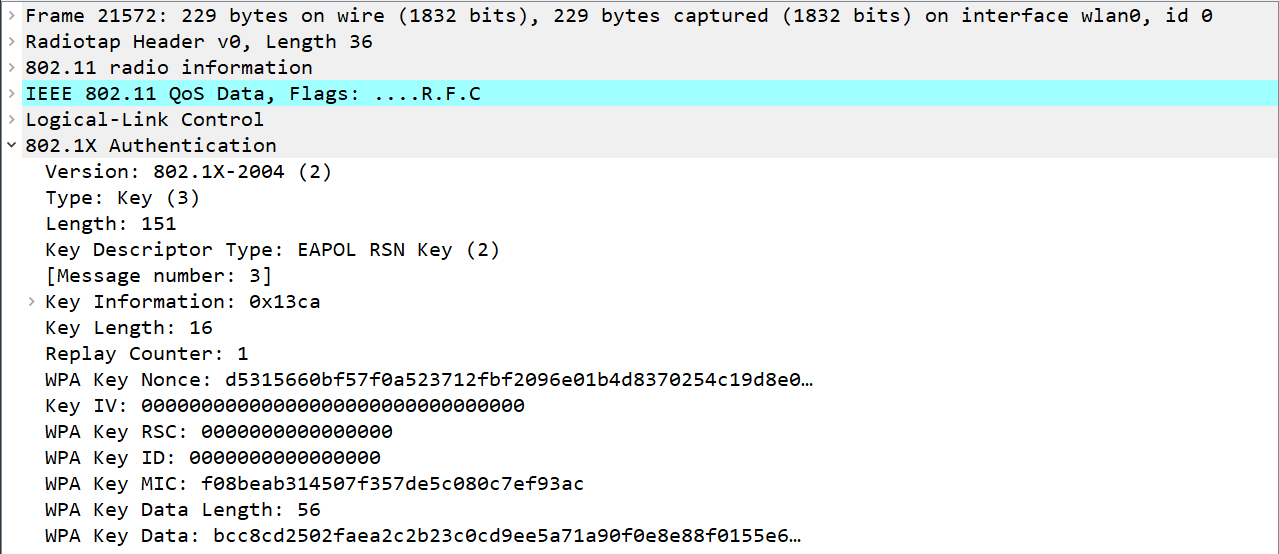 Frame 21572: 229 bytes on wire (1832 bits), 229 bytes captured (1832 bits) on interface wlan0, id 0
Radiotap Header v0, Length 36
802.11 radio information
IEEE 802.11 QoS Data, Flags: ....R.F.C
Logical-Link Control
802.1X Authentication
Version: 802.1X-2004 (2)
Type: Key (3)
Length: 151
Key Descriptor Type: EAPOL RSN Key (2)
[Message number: 3]
Key Information: 0x13ca
Key Length: 16
Replay Counter: 1
WPA Key Nonce: d5315660bf57f0a523712fbf2096e01b4d8370254c19d8e0…
Key IV: 00000000000000000000000000000000
WPA Key RSC: 0000000000000000
WPA Key ID: 0000000000000000
WPA Key MIC: f08beab314507f357de5c080c7ef93ac
WPA Key Data Length: 56
WPA Key Data: bcc8cd2502faea2c2b23c0cd9ee5a71a90f0e8e88f0155e6…